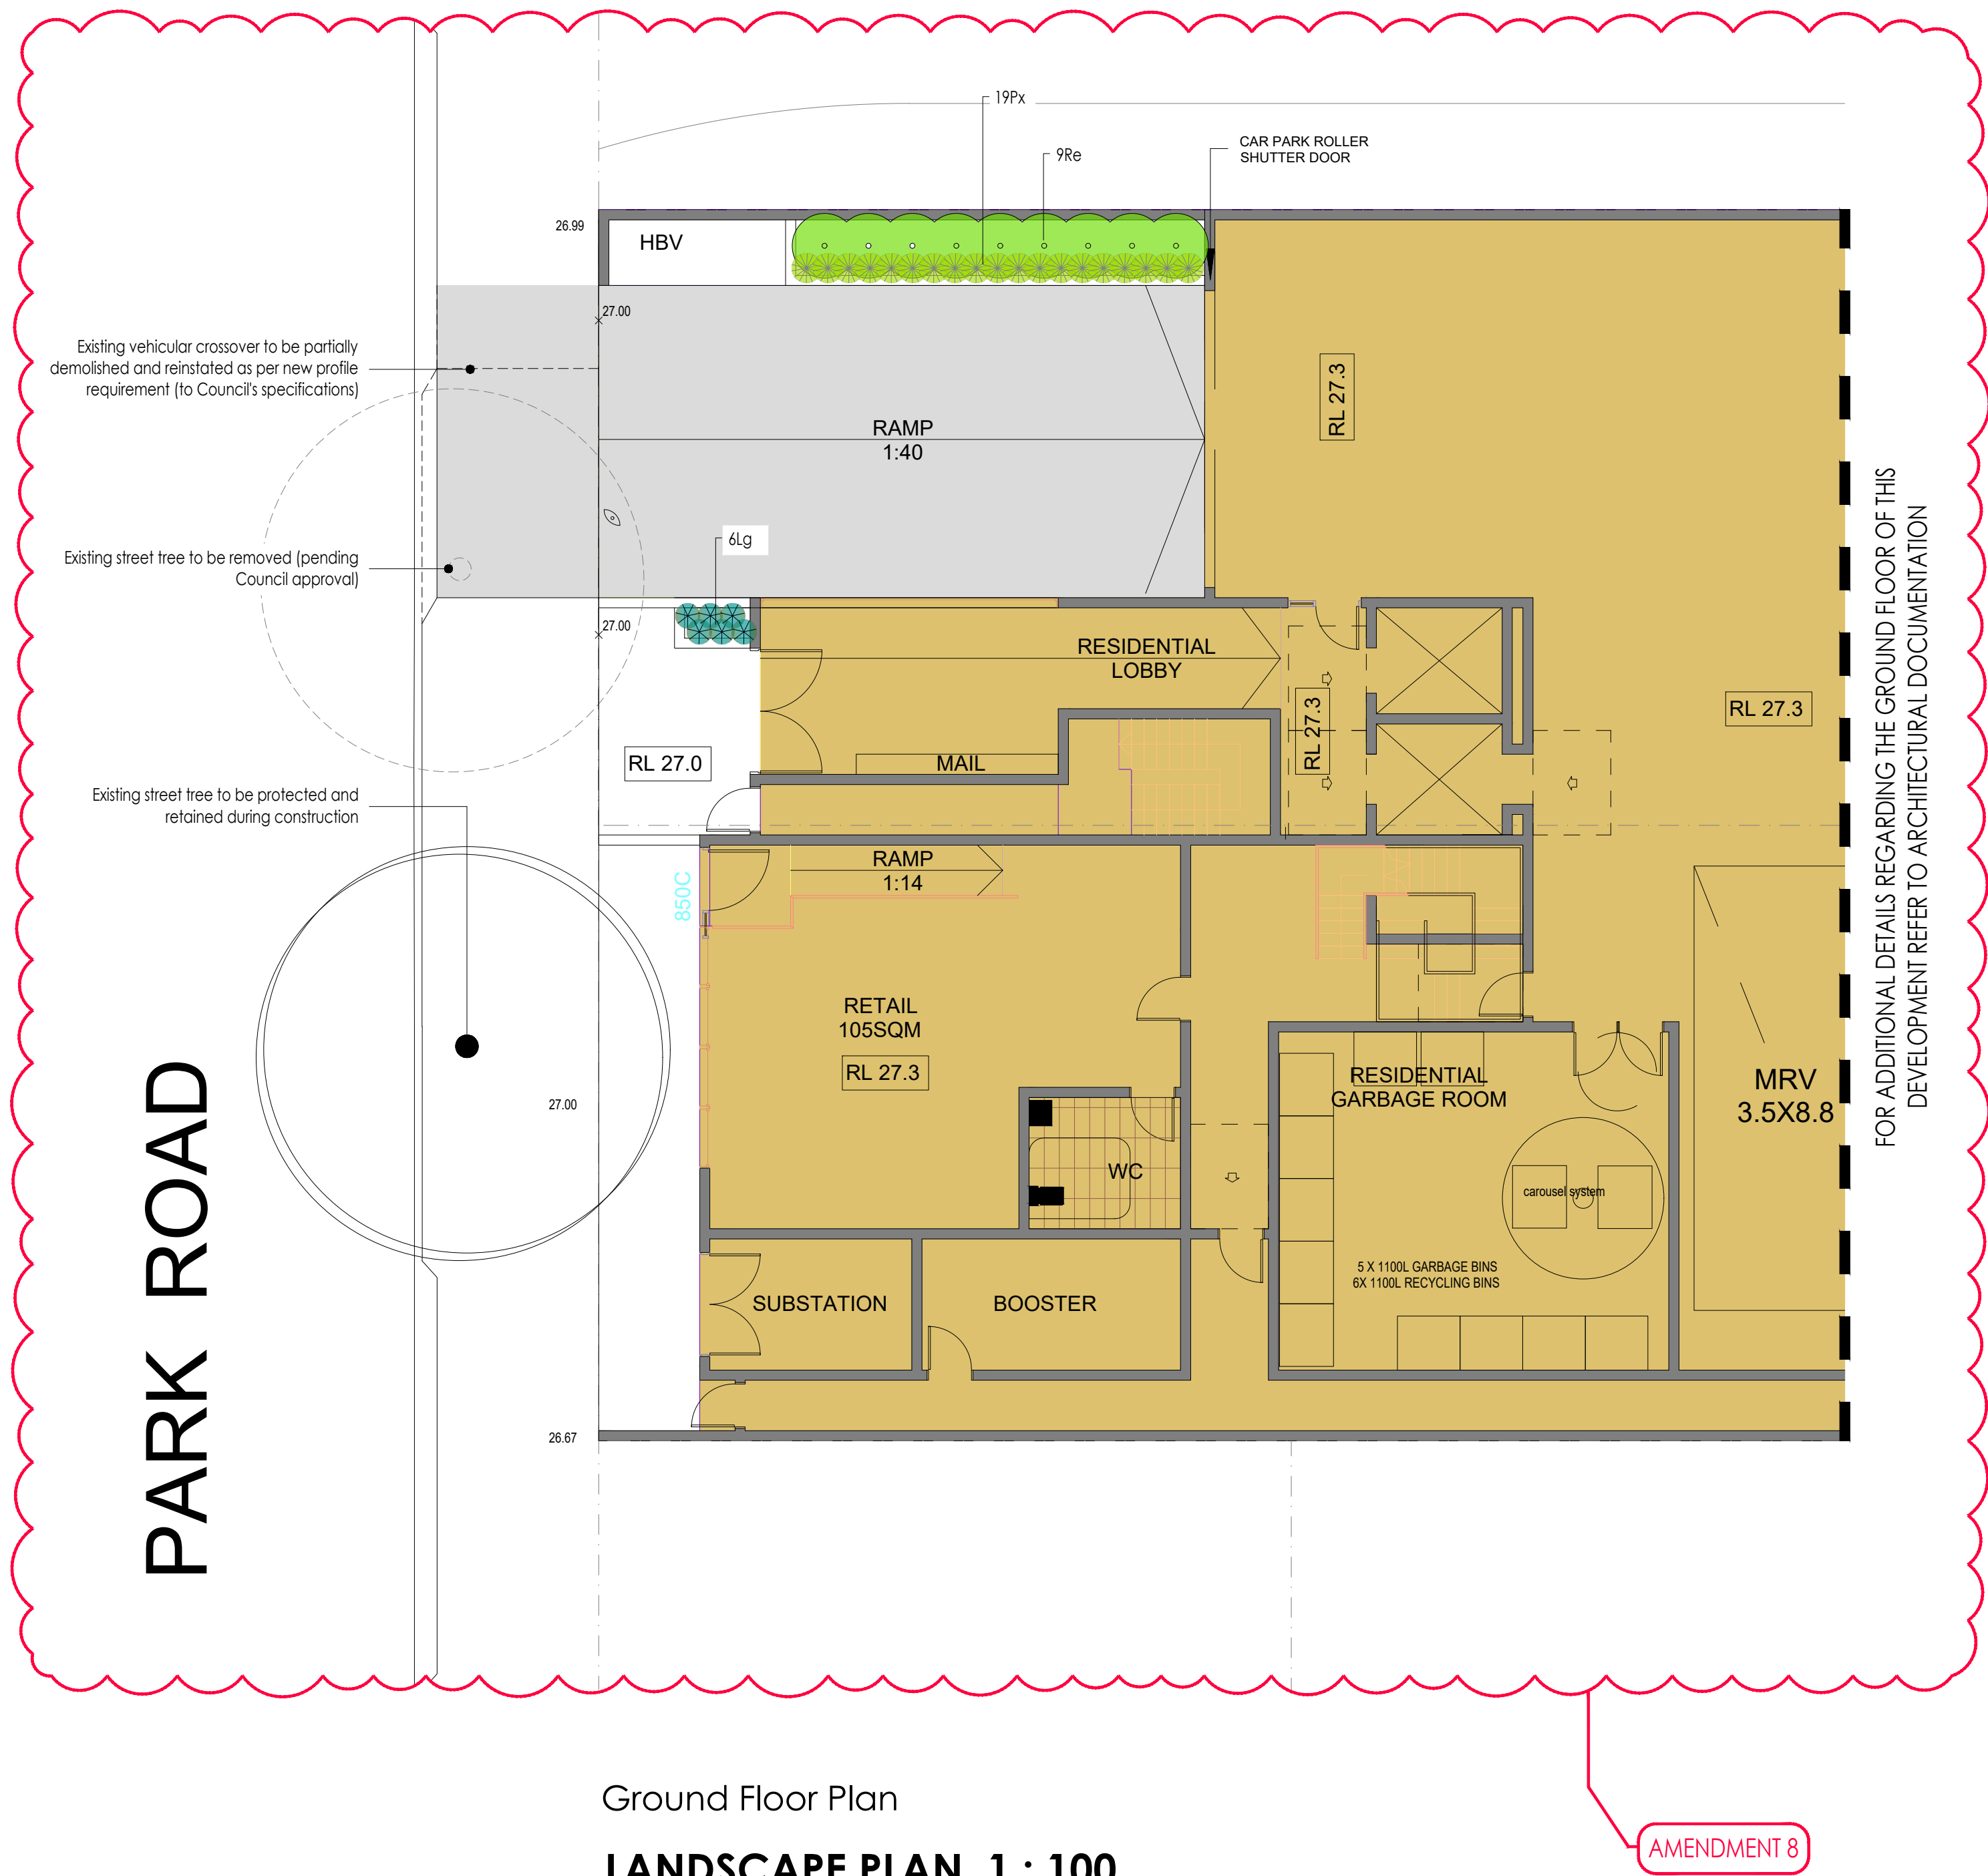 19Px
9Re
CAR PARK ROLLER
SHUTTER DOOR
26.99
HBV
27.00
Existing vehicular crossover to be partially
demolished and reinstated as per new profile
requirement (to Council's specifications)
RL 27.3
RAMP
1:40
6Lg
Existing street tree to be removed (pending
Council approval)
27.00
RESIDENTIAL
LOBBY
RL 27.3
RL 27.3
RL 27.0
MAIL
Existing street tree to be protected and
retained during construction
FOR ADDITIONAL DETAILS REGARDING THE GROUND FLOOR OF THIS
DEVELOPMENT REFER TO ARCHITECTURAL DOCUMENTATION
RAMP
1:14
850C
RETAIL
105SQM
RL 27.3
RESIDENTIAL
GARBAGE ROOM
MRV
3.5X8.8
27.00
WC
carousel system
5 X 1100L GARBAGE BINS
6X 1100L RECYCLING BINS
SUBSTATION
BOOSTER
PARK ROAD
26.67
Ground Floor Plan
LANDSCAPE PLAN 1 : 100
AMENDMENT 8